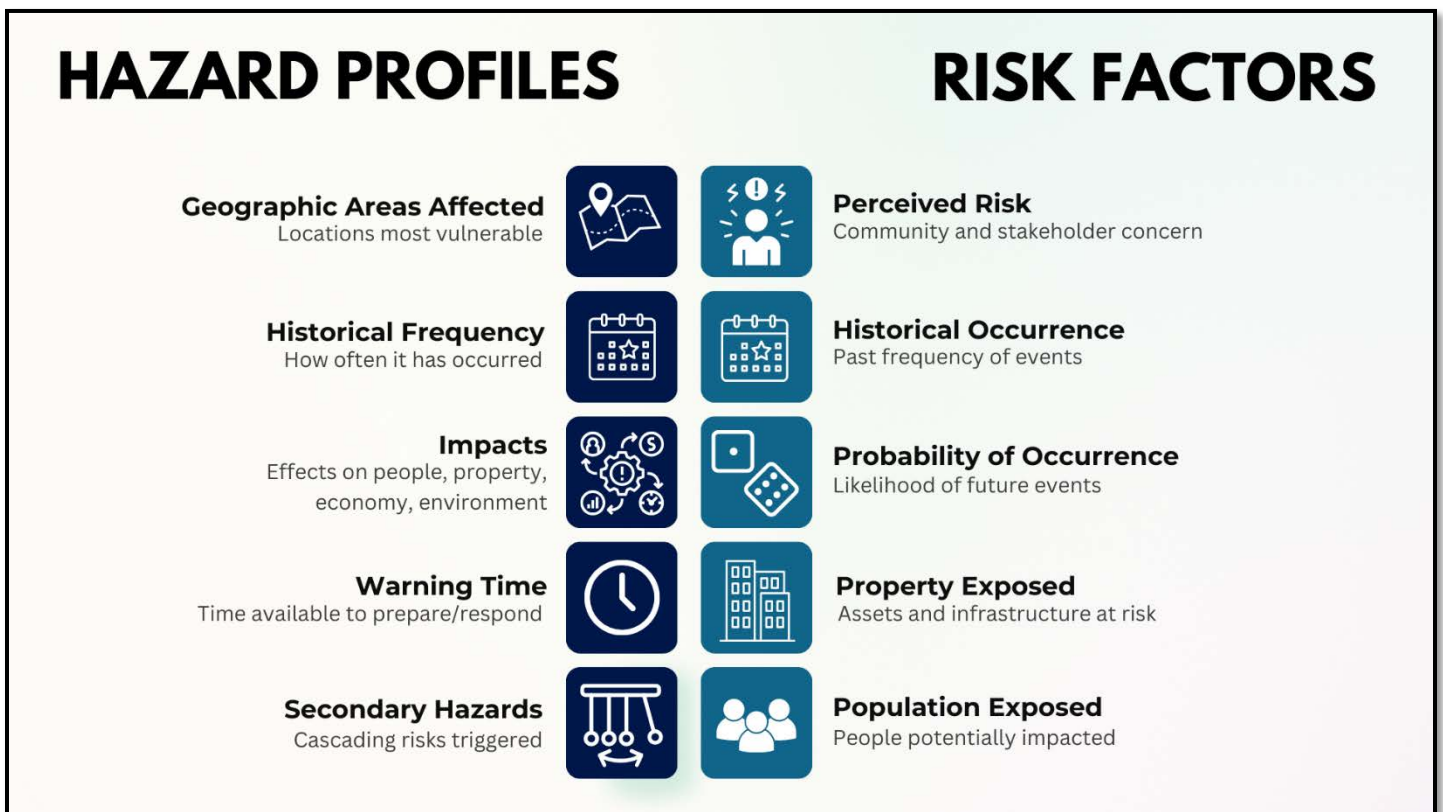 HAZARD PROFILES
RISK FACTORS
Geographic Areas Affected
Locations most vulnerable
Perceived Risk
Community and stakeholder concern
Historical Frequency
How often it has occurred
Historical Occurrence
Past frequency of events
Impacts
Effects on people, property,
economy, environment
Probability of Occurrence
Likelihood of future events
Warning Time
Time available to prepare/respond
Property Exposed
Assets and infrastructure at risk
Secondary Hazards
Cascading risks triggered
Population Exposed
People potentially impacted